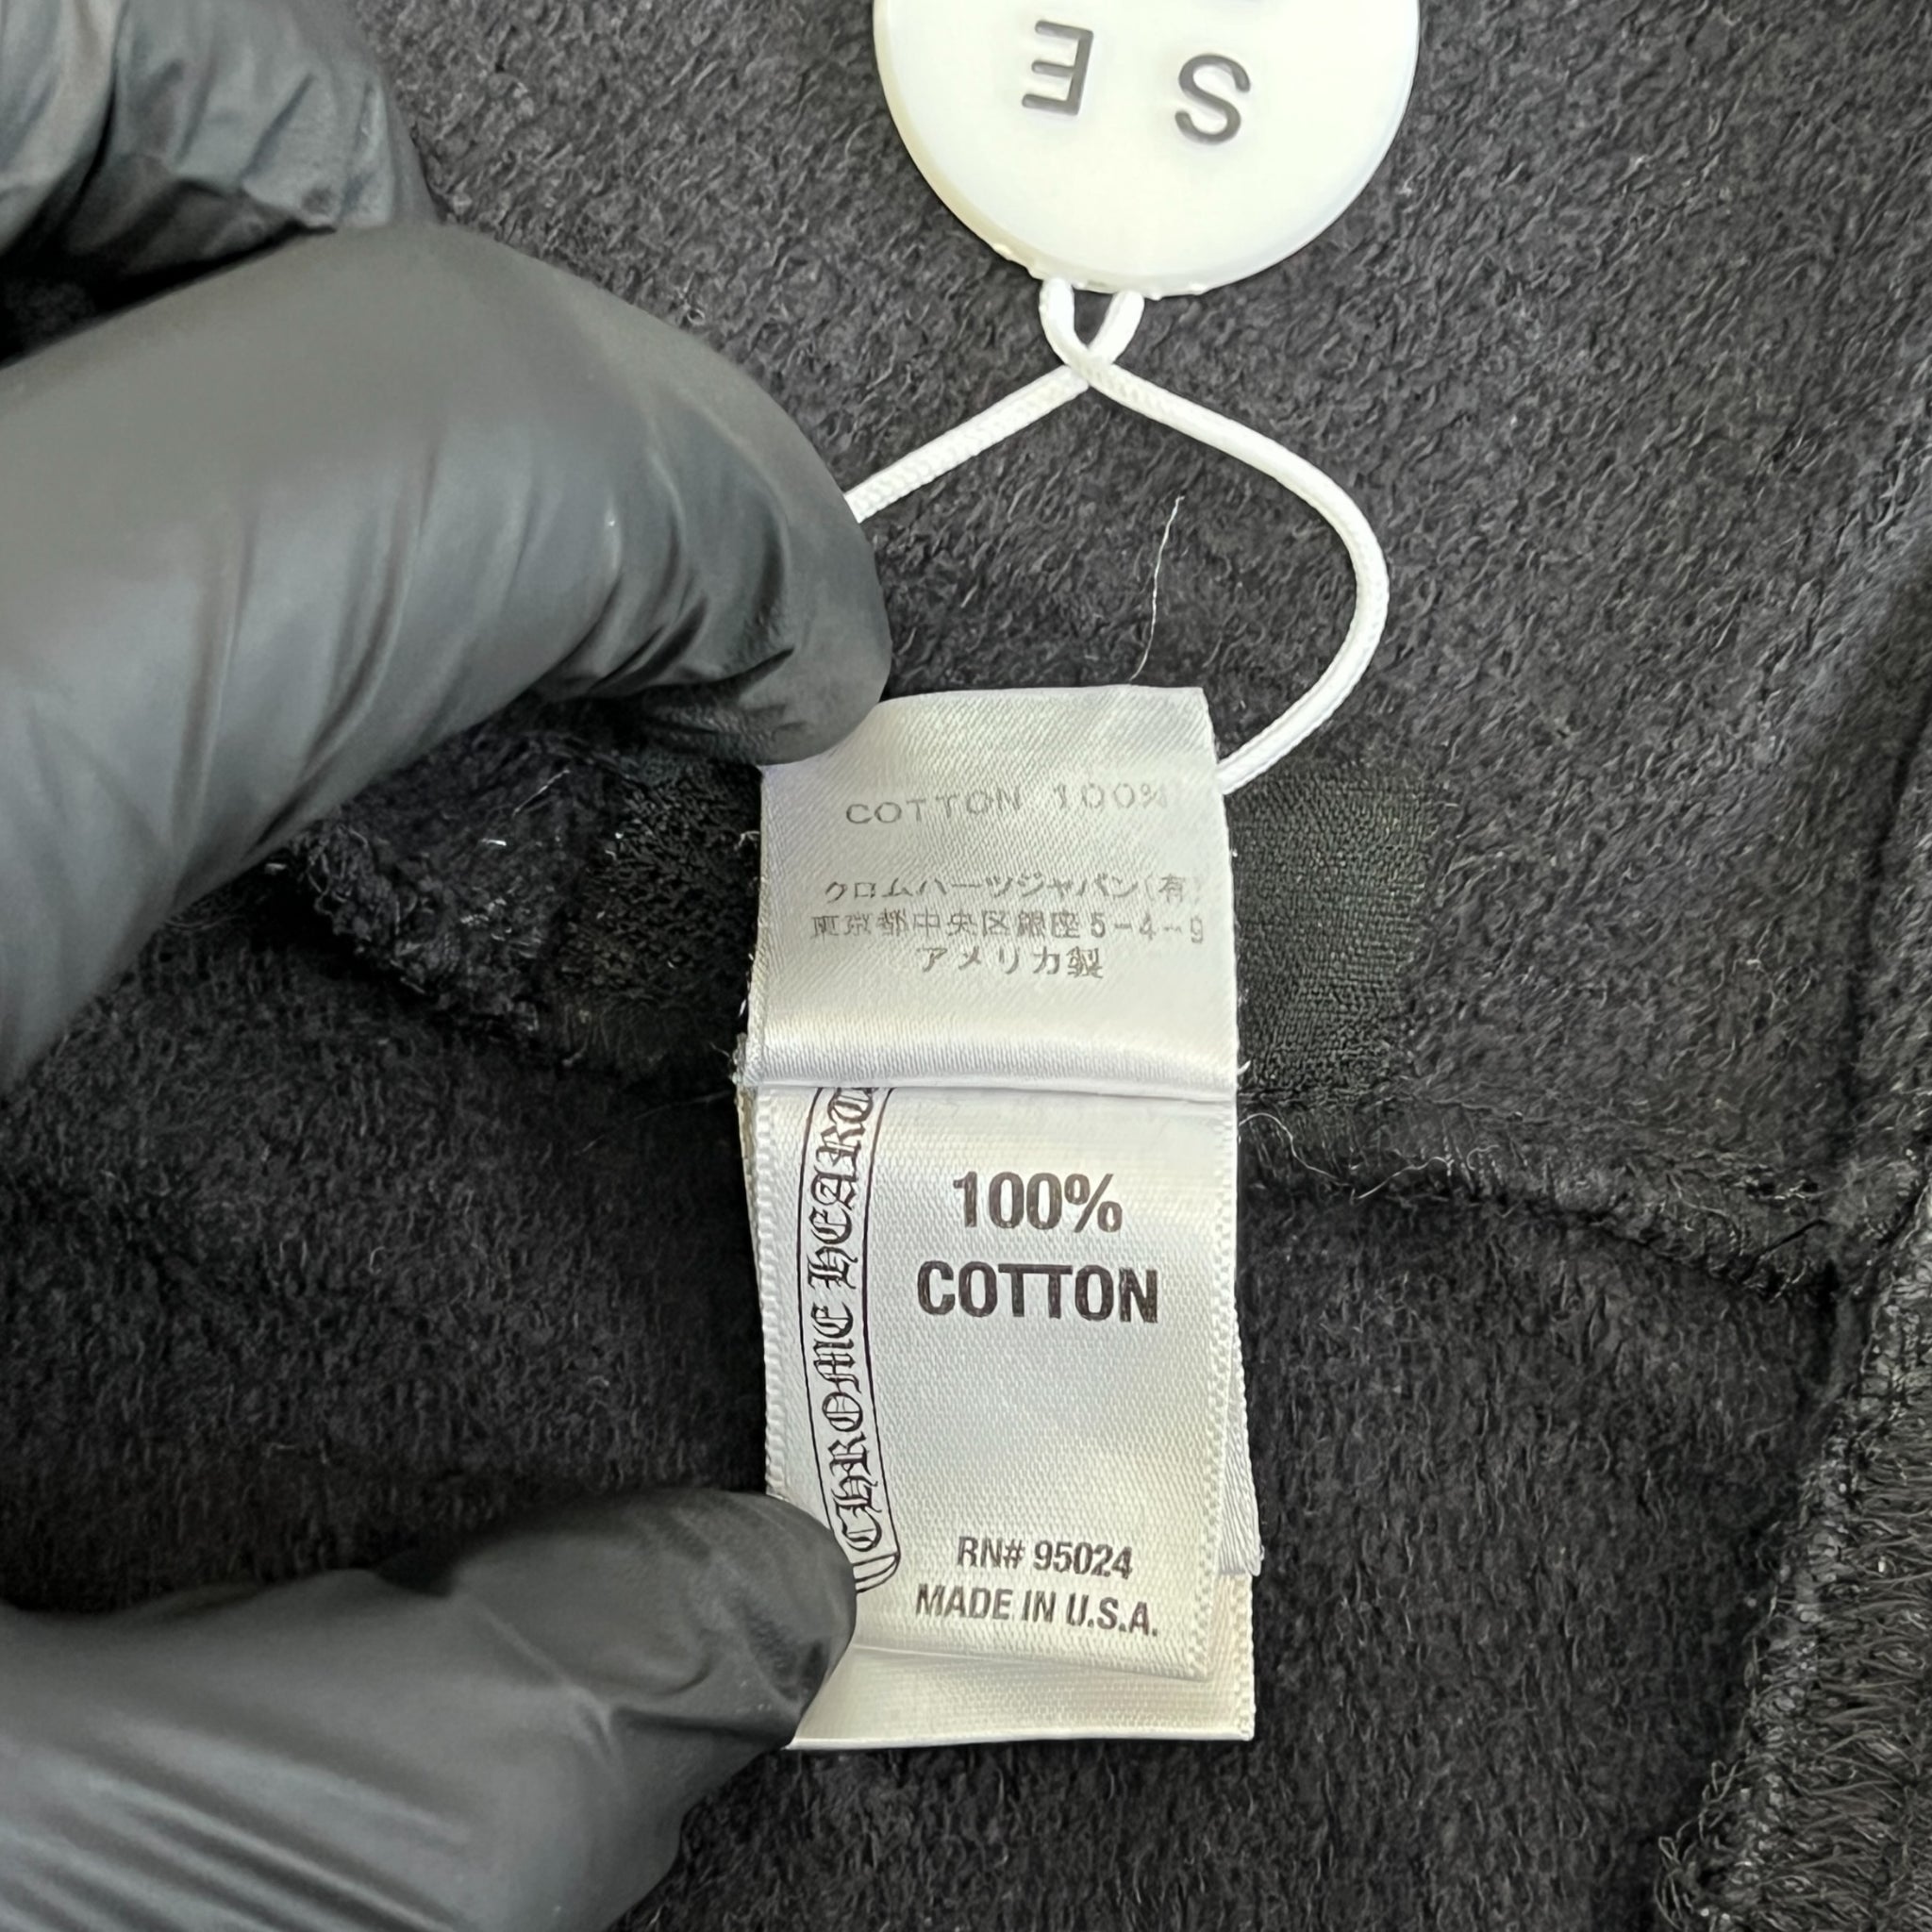 S E
COTTON 100%
クロムハーツジャパン(有)
東京都中央区銀座5-4-9
アメリカ製
CHROME HEART
100%
COTTON
RN# 95024
MADE IN U.S.A.